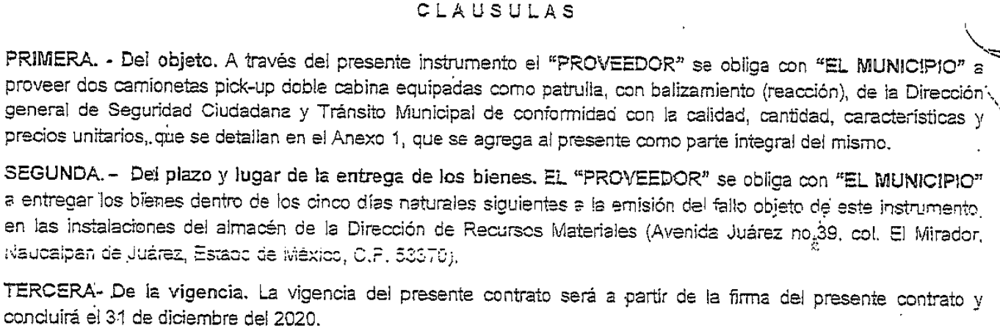 CLAUSULAS
PRIMERA. - Del objeto. A través del presente instrumento el "PROVEEDOR" se obliga con "EL MUNICIPIO" a
proveer dos camionetas pick-up doble cabina equipadas como patrulla, con balizamiento (reacción), de la Dirección
general de Seguridad Ciudadana y Tránsito Municipal de conformidad con la calidad, cantidad, características y
precios unitarios, que se detallan en el Anexo 1, que se agrega al presente como parte integral del mismo.
SEGUNDA. – Del plazo y lugar de la entrega de los bienes. EL "PROVEEDOR" se obliga con "EL MUNICIPIO"
a entregar los bienes dentro de los cinco días naturales siguientes a la emisión del fallo objeto de este instrumento,
en las instalaciones del almacén de la Dirección de Recursos Materiales (Avenida Juárez no.39, col. El Mirador,
Naucalpan de Juárez, Estado de México, C.P. 53370).
TERCERA- De la vigencia. La vigencia del presente contrato será a partir de la firma del presente contrato y
concluirá el 31 de diciembre del 2020.